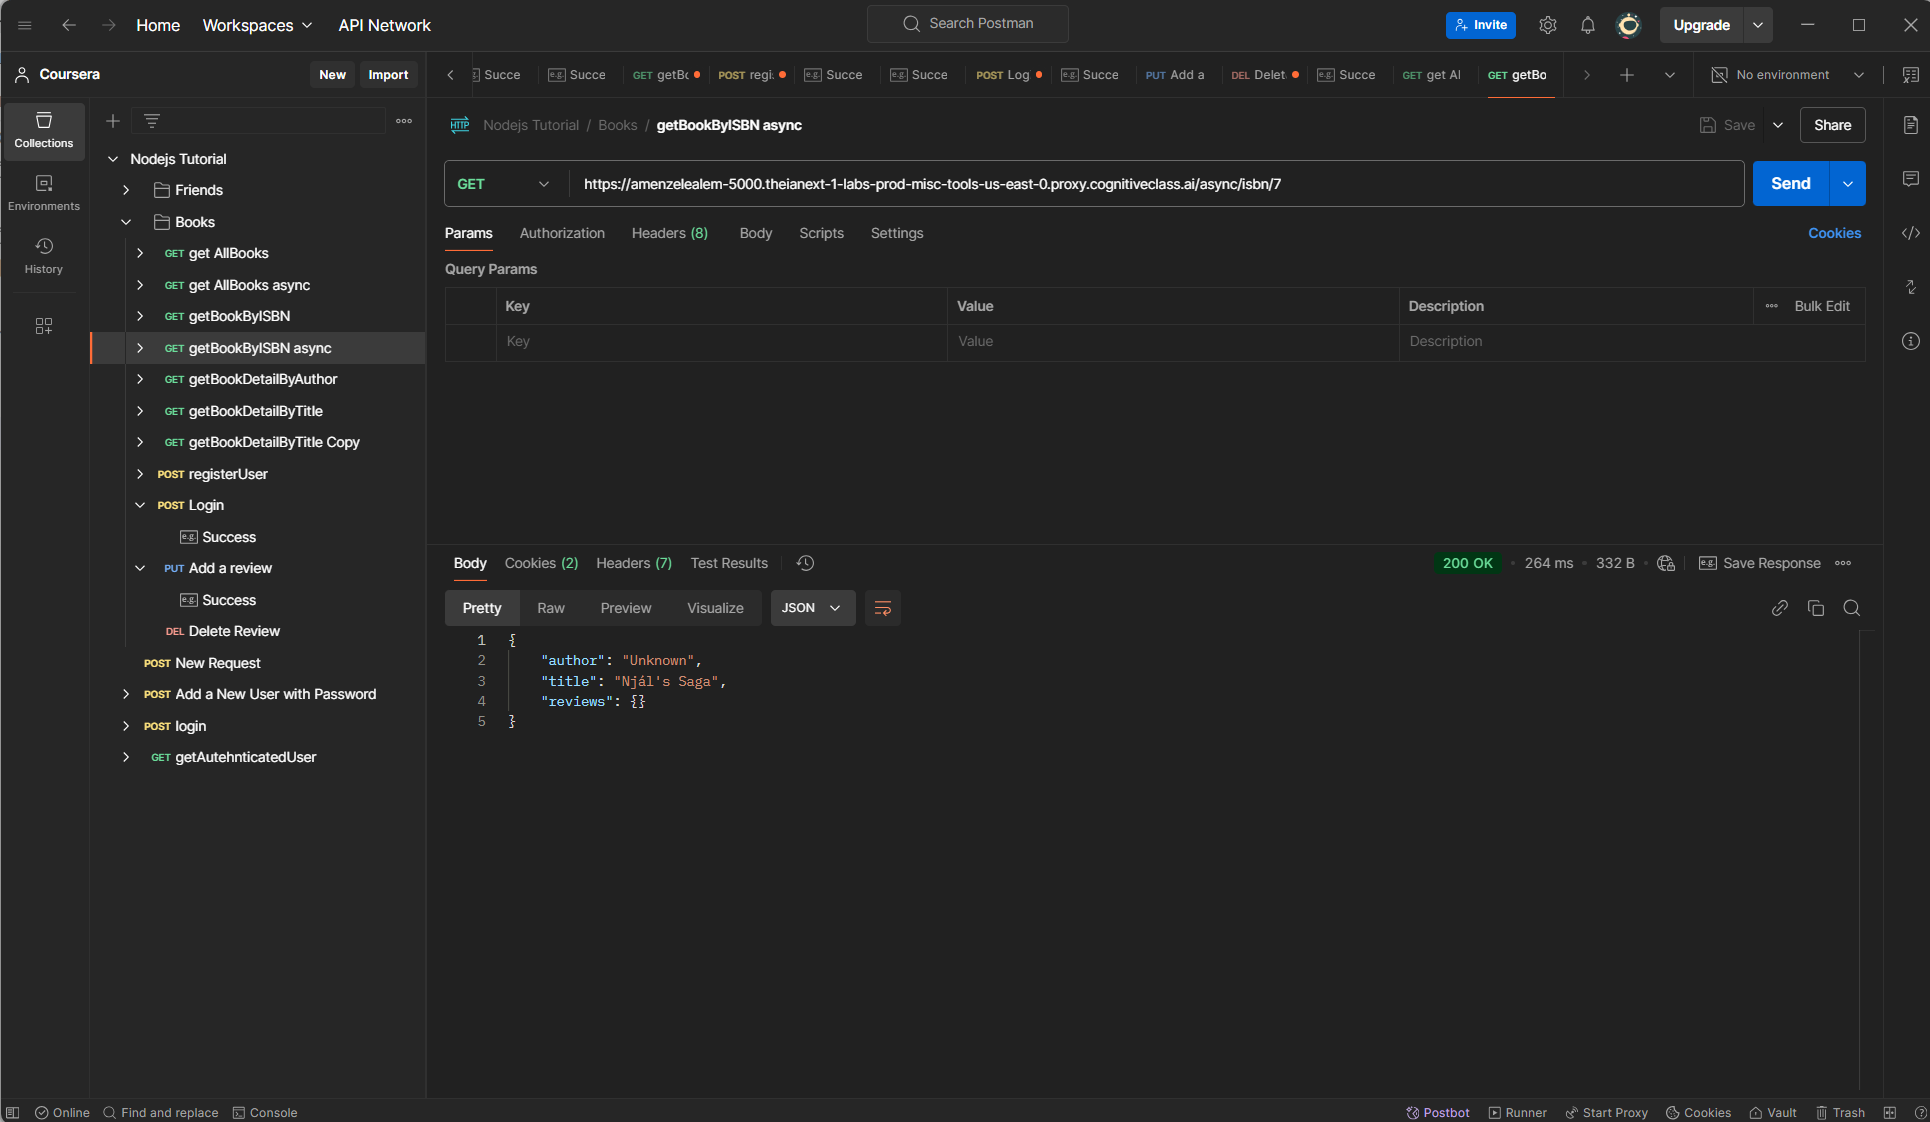 Home Workspaces API Network Search Postman Invite Upgrade
Coursera New Import Succe e.g. Succe GET getBo POST regi e.g. Succe e.g. Succe POST Log e.g. Succe PUT Add a DEL Delet e.g. Succe GET get Al GET getBo No environment
Collections
Environments
History
Nodejs Tutorial
Friends
Books
GET get AllBooks
GET get AllBooks async
GET getBookByISBN
GET getBookByISBN async
GET getBookDetailByAuthor
GET getBookDetailByTitle
GET getBookDetailByTitle Copy
POST registerUser
POST Login
e.g. Success
PUT Add a review
e.g. Success
DEL Delete Review
POST New Request
POST Add a New User with Password
POST login
GET getAutehnticatedUser
HTTP Nodejs Tutorial / Books / getBookByISBN async Save Share
GET https://amenzelealem-5000.theianext-1-labs-prod-misc-tools-us-east-0.proxy.cognitiveclass.ai/async/isbn/7 Send
Params Authorization Headers (8) Body Scripts Settings Cookies
Query Params
Key Value Description Bulk Edit
Key Value Description
Body Cookies (2) Headers (7) Test Results 200 OK 264 ms 332 B e.g. Save Response
Pretty Raw Preview Visualize JSON
1 {
2 "author": "Unknown",
3 "title": "Njál's Saga",
4 "reviews": {}
5 }
Online Find and replace Console Postbot Runner Start Proxy Cookies Vault Trash